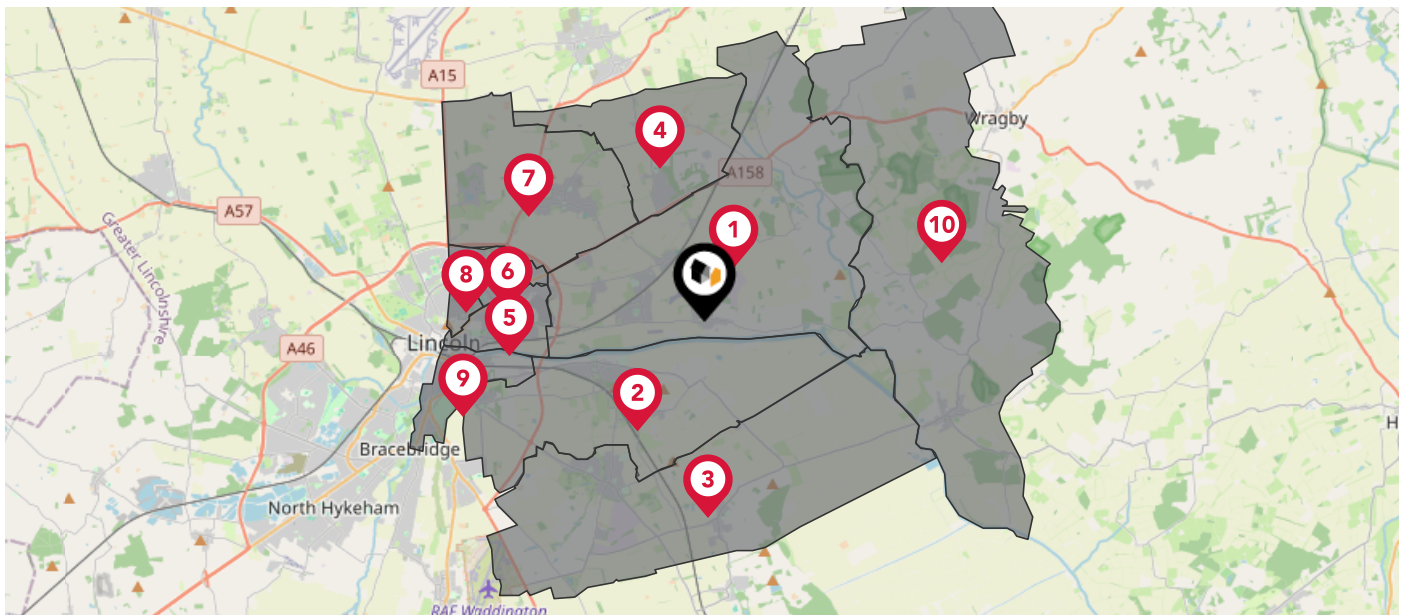 A15
Wragby
4
A158
7
A57
Greater Lincolnshire
1
10
8
6
5
Lincoln
A46
9
2
Bracebridge
3
North Hykeham
RAF Waddington
H